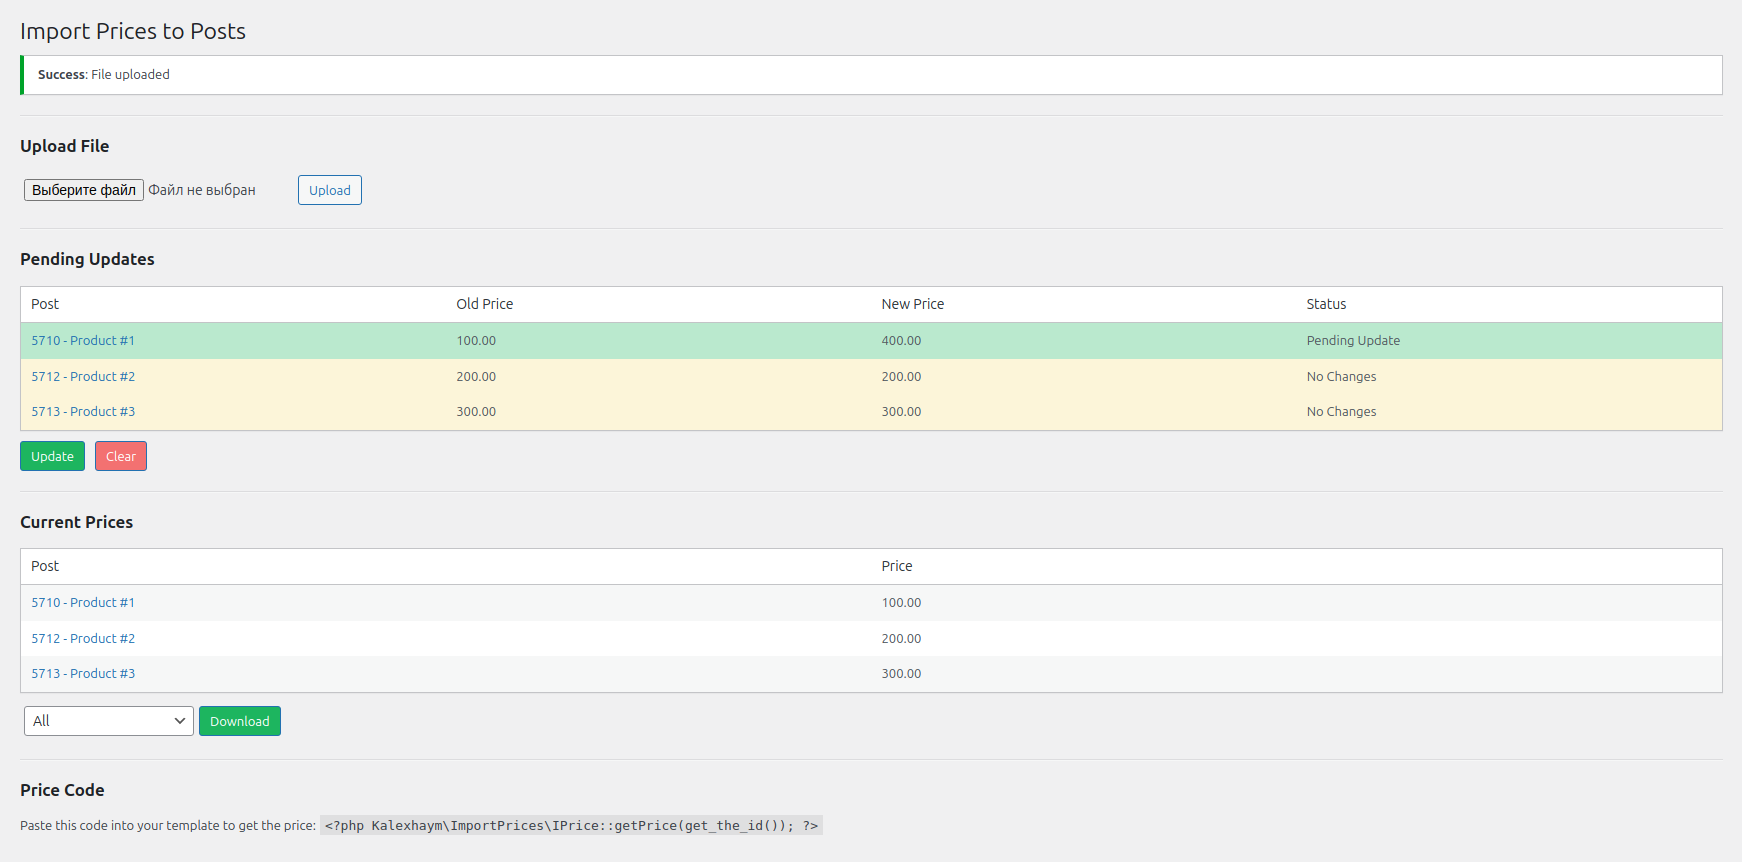 Import Prices to Posts
Success: File uploaded
Upload File
Выберите файл Файл не выбран Upload
Pending Updates
Post Old Price New Price Status
5710 - Product #1 100.00 400.00 Pending Update
5712 - Product #2 200.00 200.00 No Changes
5713 - Product #3 300.00 300.00 No Changes
Update Clear
Current Prices
Post Price
5710 - Product #1 100.00
5712 - Product #2 200.00
5713 - Product #3 300.00
All Download
Price Code
Paste this code into your template to get the price: <?php Kalexhaym\ImportPrices\IPrice::getPrice(get_the_id()); ?>